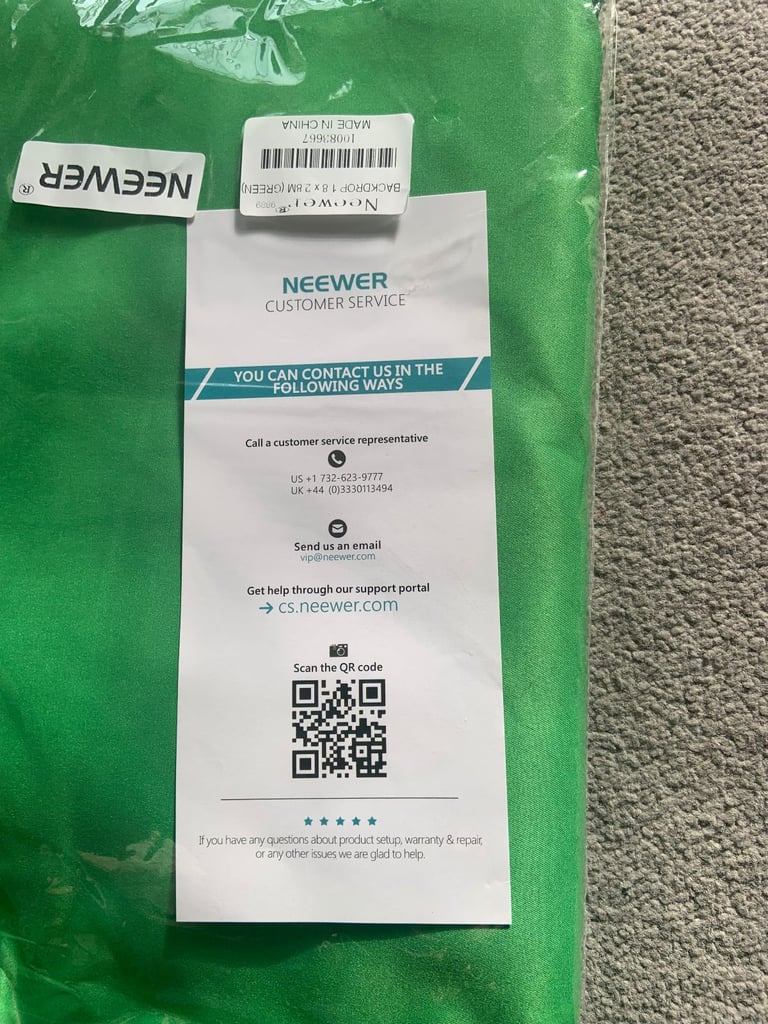 NEEWER®
Neewer® 9889
BACKDROP 1.8 x 2.8M (GREEN)
10083667
MADE IN CHINA
NEEWER
CUSTOMER SERVICE
YOU CAN CONTACT US IN THE
FOLLOWING WAYS
Call a customer service representative
US +1 732-623-9777
UK +44 (0)3330113494
Send us an email
vip@neewer.com
Get help through our support portal
→ cs.neewer.com
Scan the QR code
If you have any questions about product setup, warranty & repair,
or any other issues we are glad to help.